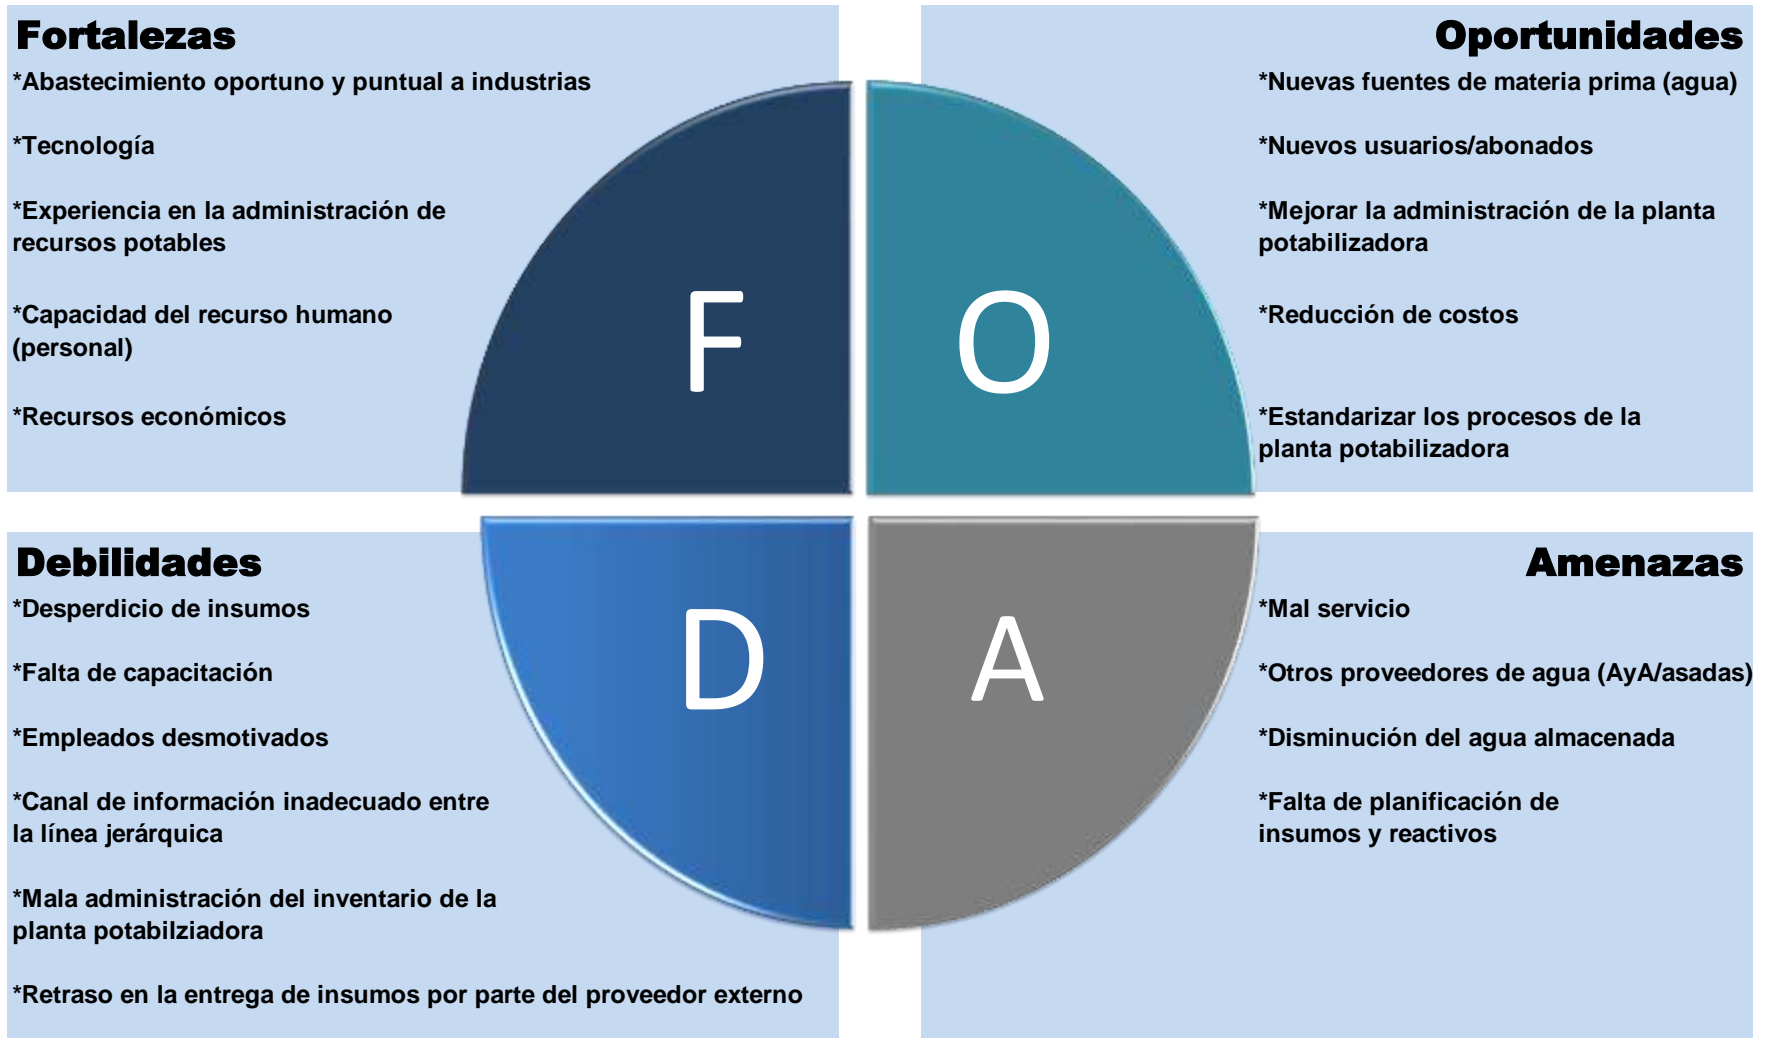 Fortalezas
*Abastecimiento oportuno y puntual a industrias
*Tecnología
*Experiencia en la administración de
recursos potables
*Capacidad del recurso humano
(personal)
*Recursos económicos
F
Oportunidades
*Nuevas fuentes de materia prima (agua)
*Nuevos usuarios/abonados
*Mejorar la administración de la planta
potabilizadora
*Reducción de costos
*Estandarizar los procesos de la
planta potabilizadora
O
Debilidades
*Desperdicio de insumos
*Falta de capacitación
*Empleados desmotivados
*Canal de información inadecuado entre
la línea jerárquica
*Mala administración del inventario de la
planta potabilziadora
*Retraso en la entrega de insumos por parte del proveedor externo
D
Amenazas
*Mal servicio
*Otros proveedores de agua (AyA/asadas)
*Disminución del agua almacenada
*Falta de planificación de
insumos y reactivos
A